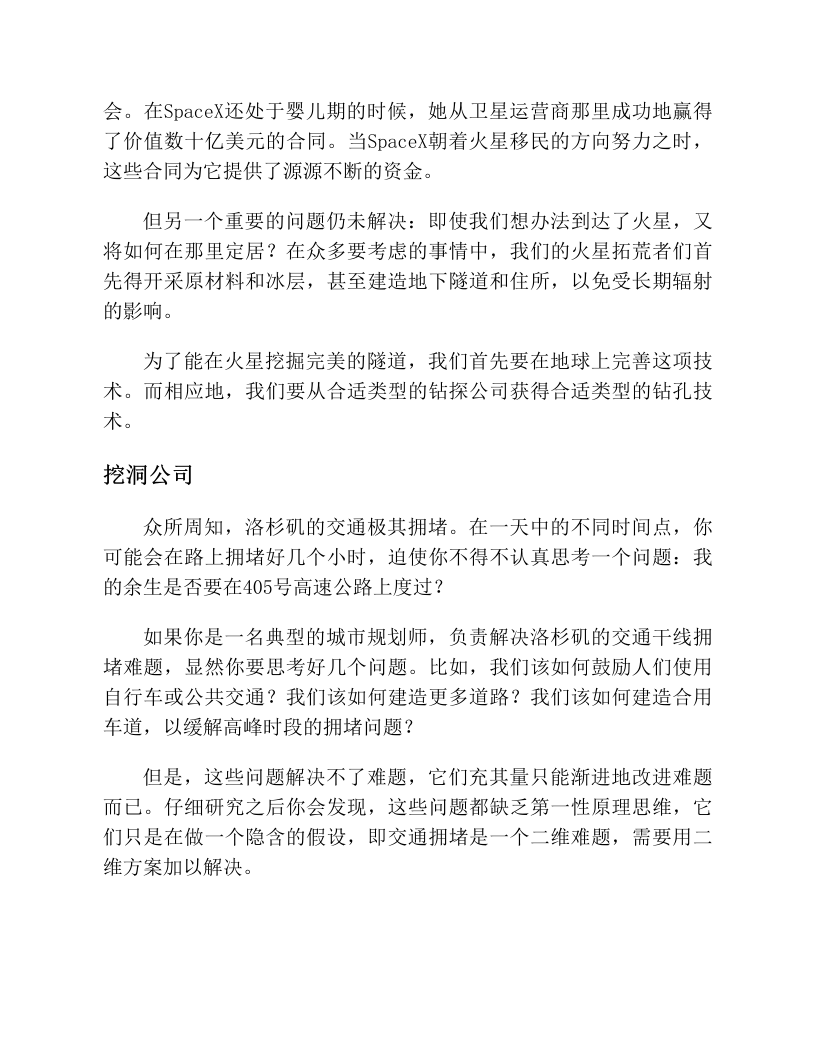 会。在SpaceX还处于婴儿期的时候，她从卫星运营商那里成功地赢得
了价值数十亿美元的合同。当SpaceX朝着火星移民的方向努力之时，
这些合同为它提供了源源不断的资金。
但另一个重要的问题仍未解决：即使我们想办法到达了火星，又
将如何在那里定居？在众多要考虑的事情中，我们的火星拓荒者们首
先得开采原材料和冰层，甚至建造地下隧道和住所，以免受长期辐射
的影响。
为了能在火星挖掘完美的隧道，我们首先要在地球上完善这项技
术。而相应地，我们要从合适类型的钻探公司获得合适类型的钻孔技
术。
挖洞公司
众所周知，洛杉矶的交通极其拥堵。在一天中的不同时间点，你
可能会在路上拥堵好几个小时，迫使你不得不认真思考一个问题：我
的余生是否要在405号高速公路上度过？
如果你是一名典型的城市规划师，负责解决洛杉矶的交通干线拥
堵难题，显然你要思考好几个问题。比如，我们该如何鼓励人们使用
自行车或公共交通？我们该如何建造更多道路？我们该如何建造合用
车道，以缓解高峰时段的拥堵问题？
但是，这些问题解决不了难题，它们充其量只能渐进地改进难题
而已。仔细研究之后你会发现，这些问题都缺乏第一性原理思维，它
们只是在做一个隐含的假设，即交通拥堵是一个二维难题，需要用二
维方案加以解决。